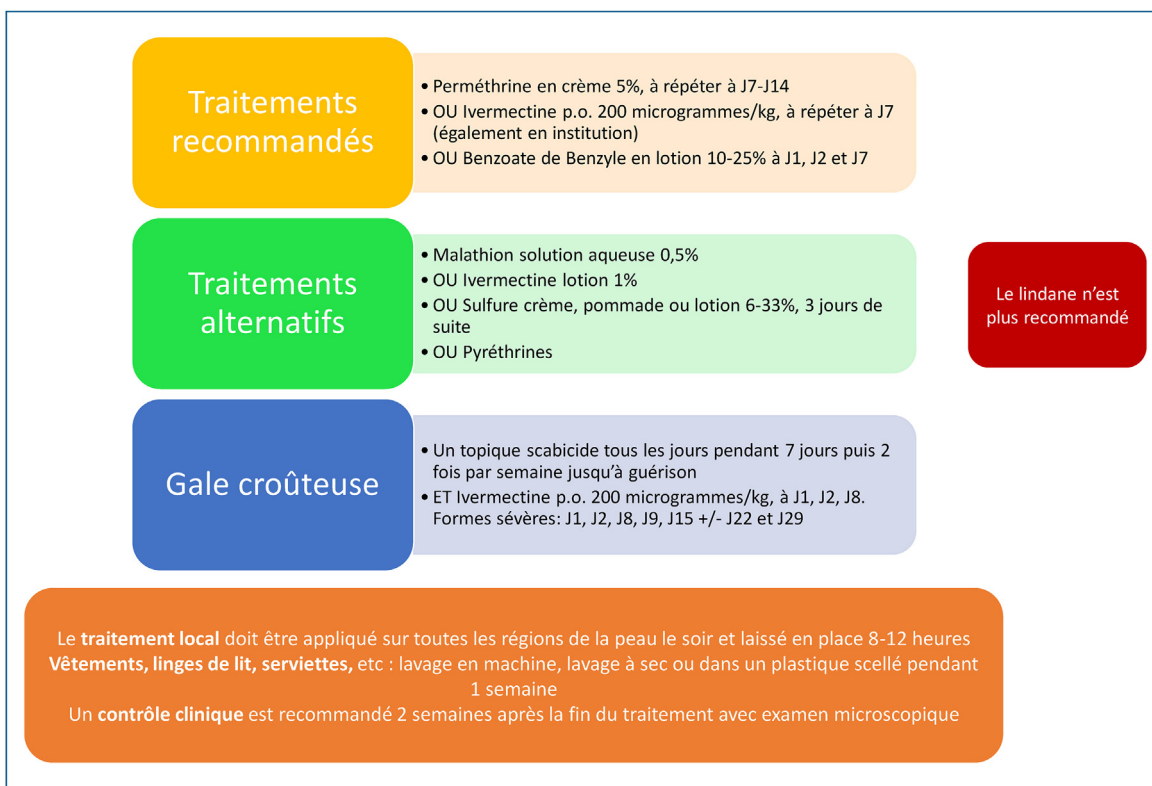 Traitements
recommandés
• Perméthrine en crème 5%, à répéter à J7-J14
• OU Ivermectine p.o. 200 microgrammes/kg, à répéter à J7
(également en institution)
• OU Benzoate de Benzyle en lotion 10-25% à J1, J2 et J7
Traitements
alternatifs
• Malathion solution aqueuse 0,5%
• OU Ivermectine lotion 1%
• OU Sulfure crème, pommade ou lotion 6-33%, 3 jours de
suite
• OU Pyréthrines
Le lindane n’est
plus recommandé
Gale croûteuse
• Un topique scabicide tous les jours pendant 7 jours puis 2
fois par semaine jusqu’à guérison
• ET Ivermectine p.o. 200 microgrammes/kg, à J1, J2, J8.
Formes sévères: J1, J2, J8, J9, J15 +/- J22 et J29
Le traitement local doit être appliqué sur toutes les régions de la peau le soir et laissé en place 8-12 heures
Vêtements, linges de lit, serviettes, etc : lavage en machine, lavage à sec ou dans un plastique scellé pendant
1 semaine
Un contrôle clinique est recommandé 2 semaines après la fin du traitement avec examen microscopique